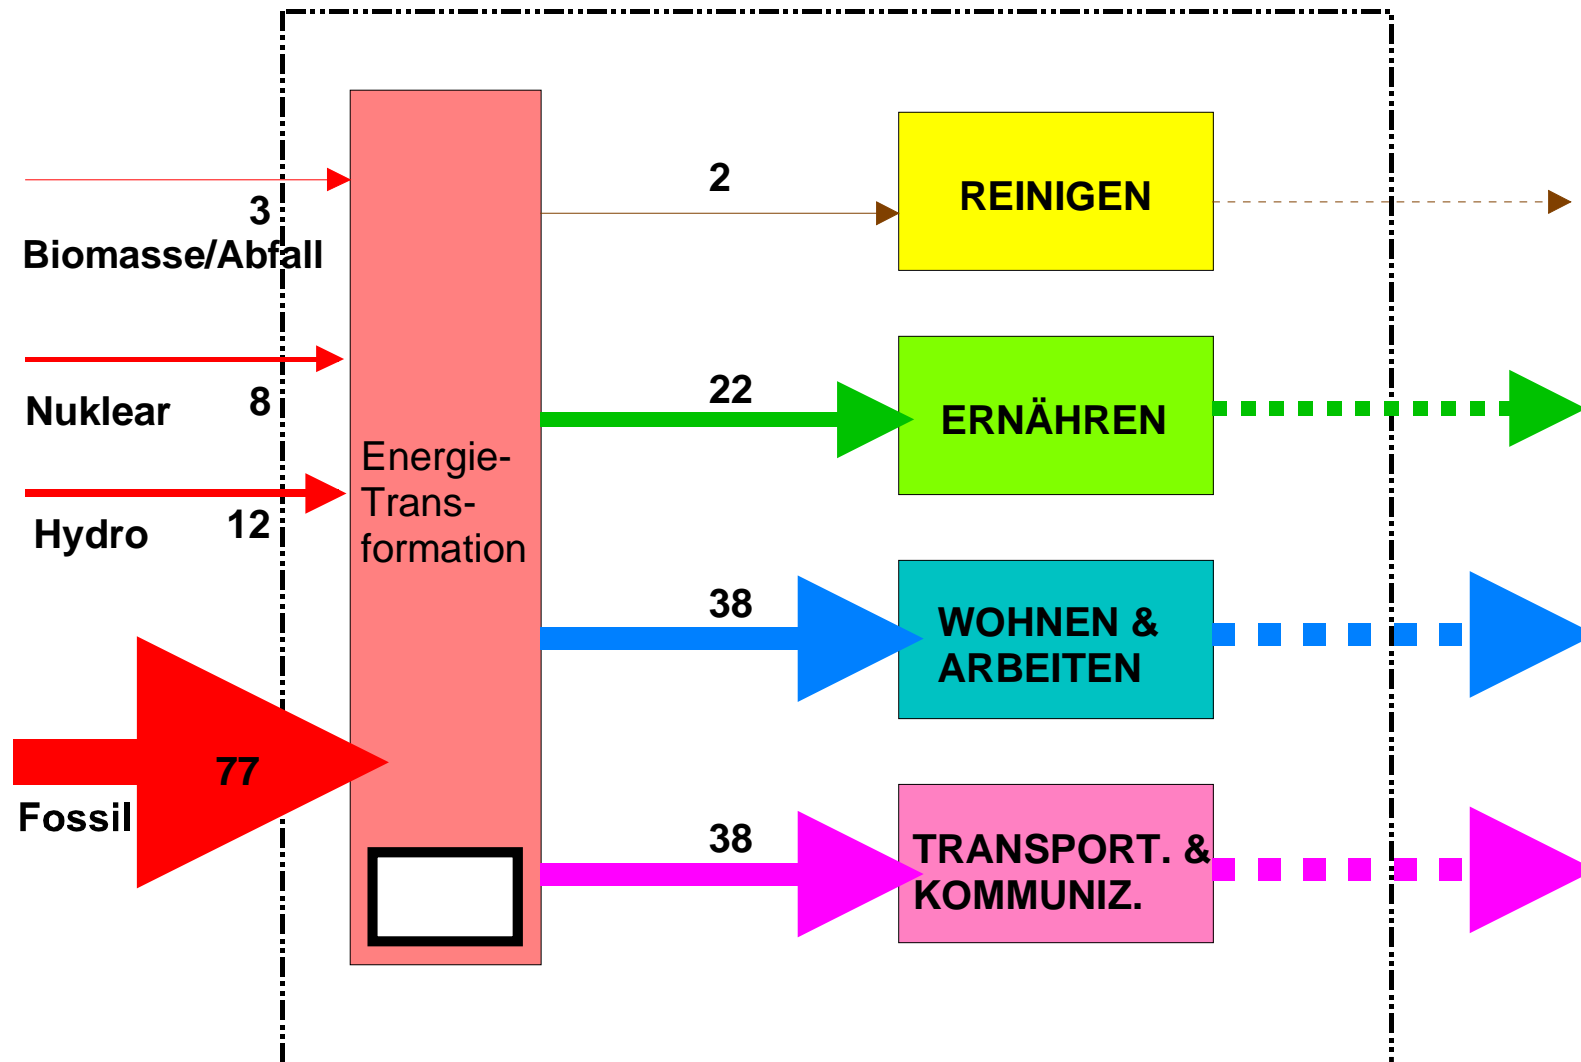 3
Biomasse/Abfall
Nuklear
8
Hydro
12
77
Fossil
Energie-
Trans-
formation
2
REINIGEN
22
ERNÄHREN
38
WOHNEN &
ARBEITEN
38
TRANSPORT. &
KOMMUNIZ.